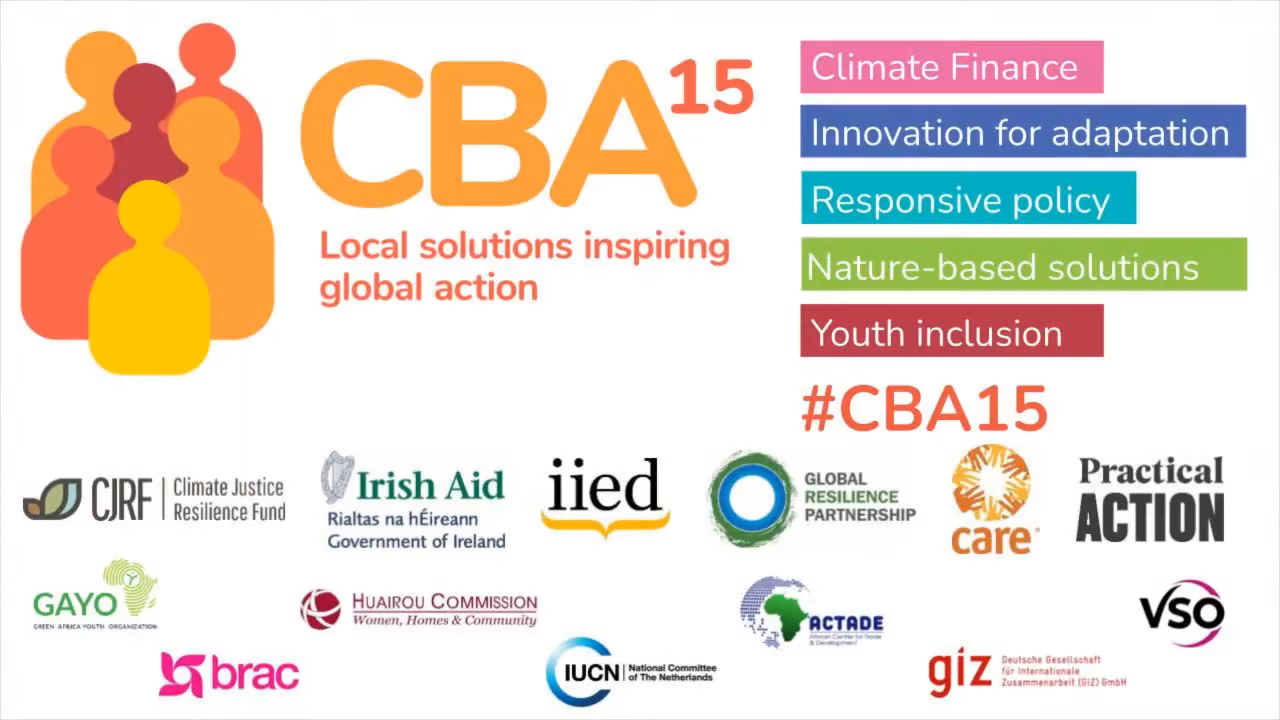 CBA15
Local solutions inspiring
global action
Climate Finance
Innovation for adaptation
Responsive policy
Nature-based solutions
Youth inclusion
#CBA15
CJRF
Climate Justice
Resilience Fund
Irish Aid
Rialtas na hÉireann
Government of Ireland
iied
GLOBAL
RESILIENCE
PARTNERSHIP
care
Practical
ACTION
GAYO
GREEN AFRICA YOUTH ORGANIZATION
HUAIROU COMMISSION
Women, Homes & Community
ACTADE
African Center for Trade
& Development
VSO
brac
IUCN
National Committee
of The Netherlands
giz
Deutsche Gesellschaft
für Internationale
Zusammenarbeit (GIZ) GmbH